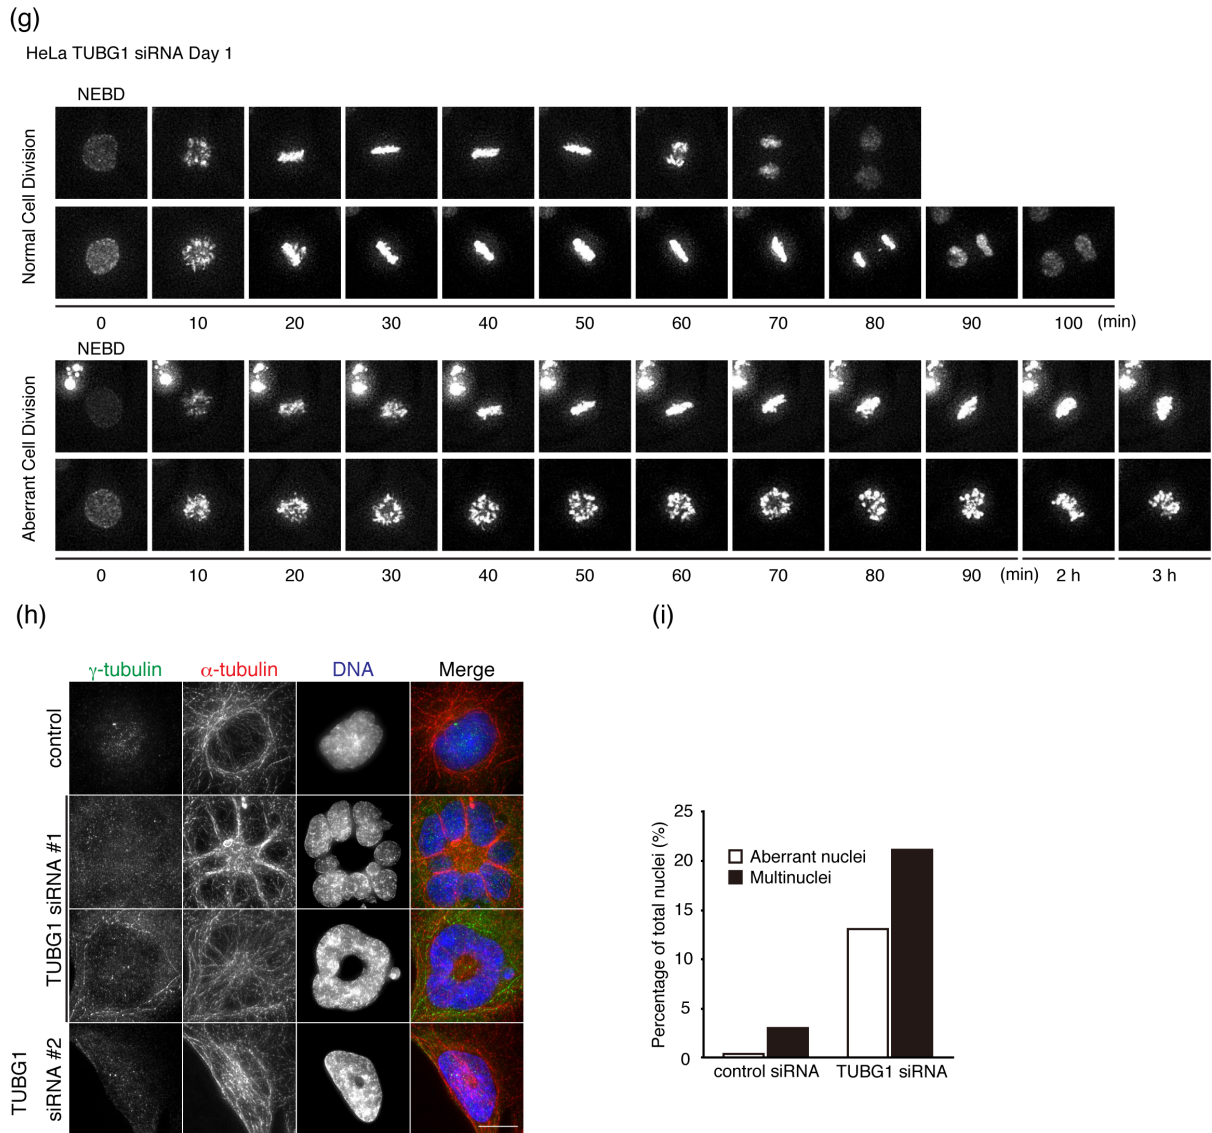 (g)
HeLa TUBG1 siRNA Day 1
NEBD
Normal Cell Division
0 10 20 30 40 50 60 70 80 90 100 (min)
NEBD
Aberrant Cell Division
0 10 20 30 40 50 60 70 80 90 (min) 2 h 3 h
(h)
γ-tubulin α-tubulin DNA Merge
control
TUBG1 siRNA #1
TUBG1
siRNA #2
(i)
Percentage of total nuclei (%)
25
20
15
10
5
0
Aberrant nuclei
Multinuclei
control siRNA TUBG1 siRNA